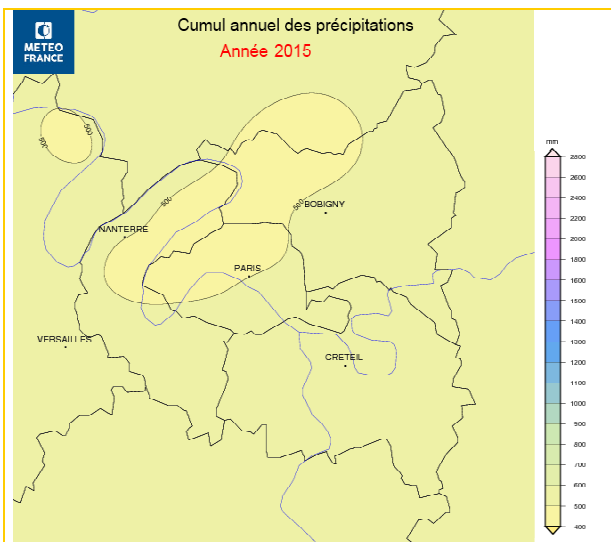 METEO
FRANCE
Cumul annuel des précipitations
Année 2015
500
500
500
500
BOBIGNY
NANTERRE
PARIS
VERSAILLES
CRETEIL
mm
2800
2600
2400
2200
2000
1800
1600
1400
1300
1200
1100
1000
900
800
700
600
500
400